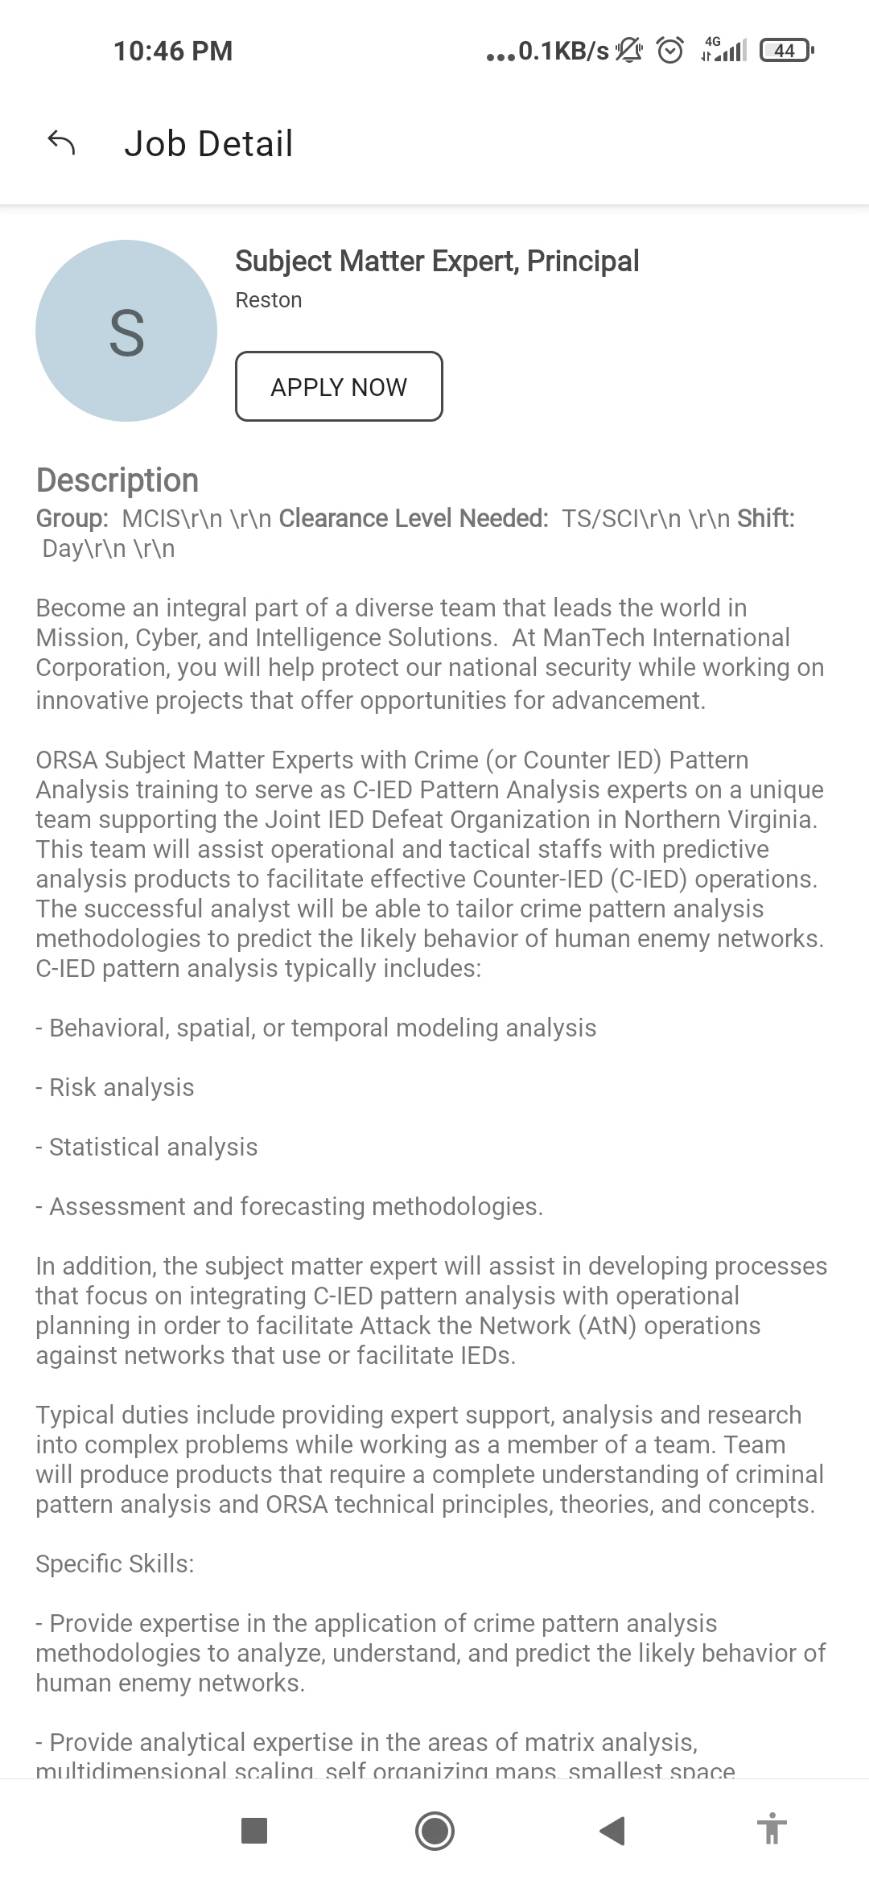 10:46 PM
...0.1KB/s 4G 44
Job Detail
S
Subject Matter Expert, Principal
Reston
APPLY NOW
Description
Group:  MCIS\r\n \r\n Clearance Level Needed:  TS/SCI\r\n \r\n Shift:
Day\r\n \r\n
Become an integral part of a diverse team that leads the world in
Mission, Cyber, and Intelligence Solutions.  At ManTech International
Corporation, you will help protect our national security while working on
innovative projects that offer opportunities for advancement.
ORSA Subject Matter Experts with Crime (or Counter IED) Pattern
Analysis training to serve as C-IED Pattern Analysis experts on a unique
team supporting the Joint IED Defeat Organization in Northern Virginia.
This team will assist operational and tactical staffs with predictive
analysis products to facilitate effective Counter-IED (C-IED) operations.
The successful analyst will be able to tailor crime pattern analysis
methodologies to predict the likely behavior of human enemy networks.
C-IED pattern analysis typically includes:
- Behavioral, spatial, or temporal modeling analysis
- Risk analysis
- Statistical analysis
- Assessment and forecasting methodologies.
In addition, the subject matter expert will assist in developing processes
that focus on integrating C-IED pattern analysis with operational
planning in order to facilitate Attack the Network (AtN) operations
against networks that use or facilitate IEDs.
Typical duties include providing expert support, analysis and research
into complex problems while working as a member of a team. Team
will produce products that require a complete understanding of criminal
pattern analysis and ORSA technical principles, theories, and concepts.
Specific Skills:
- Provide expertise in the application of crime pattern analysis
methodologies to analyze, understand, and predict the likely behavior of
human enemy networks.
- Provide analytical expertise in the areas of matrix analysis,
multidimensional scaling, self organizing maps, smallest space